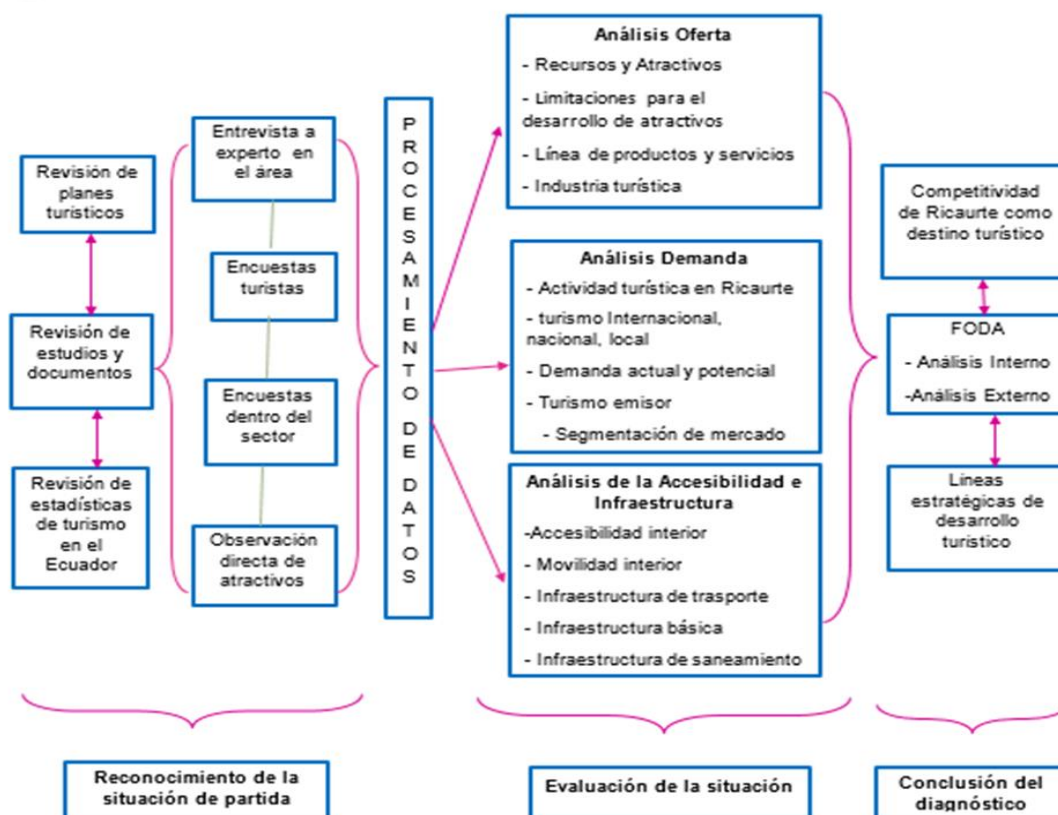 Revisión de
planes
turísticos
Revisión de
estudios y
documentos
Revisión de
estadísticas
de turismo
en el
Ecuador
Entrevista a
experto en
el área
Encuestas
turistas
Encuestas
dentro del
sector
Observación
directa de
atractivos
PROCESAMIENTO DE DATOS
Análisis Oferta
- Recursos y Atractivos
- Limitaciones para el
desarrollo de atractivos
- Línea de productos y servicios
- Industria turística
Análisis Demanda
- Actividad turística en Ricaurte
- turismo Internacional,
nacional, local
- Demanda actual y potencial
- Turismo emisor
- Segmentación de mercado
Análisis de la Accesibilidad e
Infraestructura
-Accesibilidad interior
- Movilidad interior
- Infraestructura de trasporte
- Infraestructura básica
- Infraestructura de saneamiento
Competitividad
de Ricaurte como
destino turístico
FODA
- Análisis Interno
-Análisis Externo
Líneas
estratégicas de
desarrollo
turístico
Reconocimiento de la
situación de partida
Evaluación de la situación
Conclusión del
diagnóstico